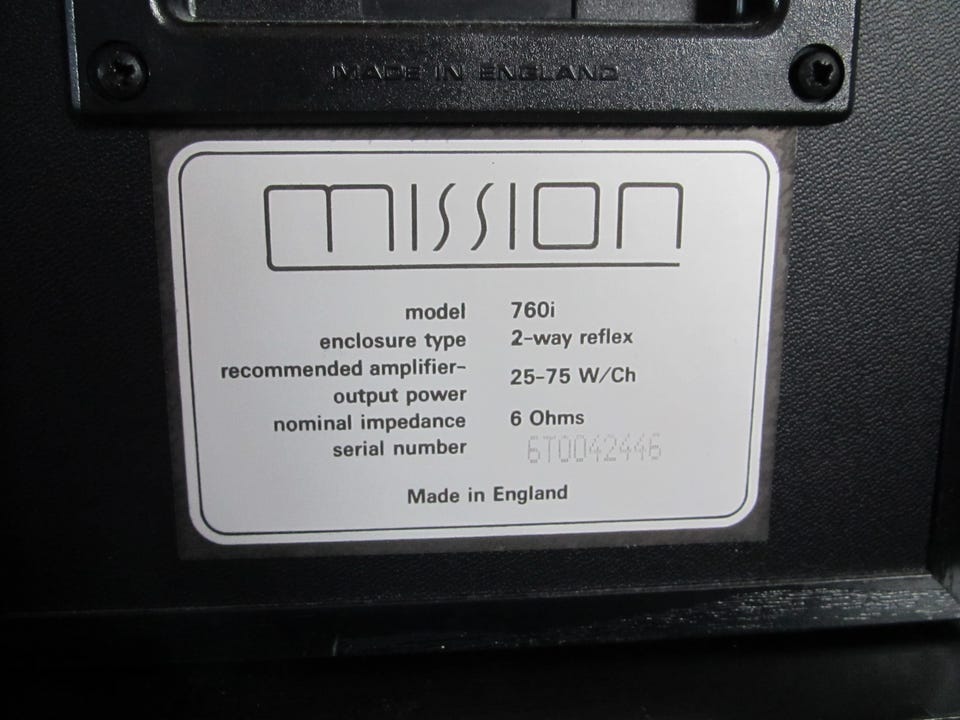 MADE IN ENGLAND
mission
model 760i
enclosure type 2-way reflex
recommended amplifier-
output power 25-75 W/Ch
nominal impedance 6 Ohms
serial number 6T0042446
Made in England